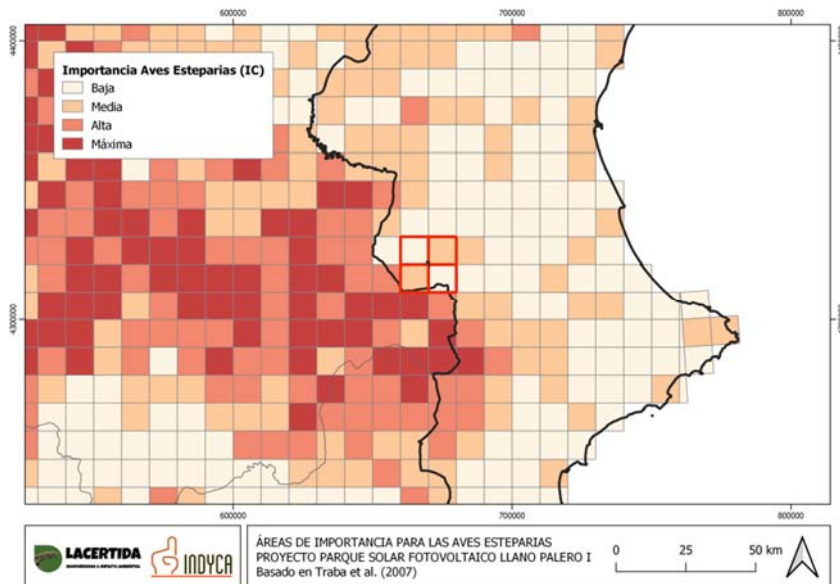 600000
700000
800000
4400000
4400000
Importancia Aves Esteparias (IC)
Baja
Media
Alta
Máxima
4300000
4300000
600000
700000
800000
LACERTIDA
INDYCA
ÁREAS DE IMPORTANCIA PARA LAS AVES ESTEPARIAS
PROYECTO PARQUE SOLAR FOTOVOLTAICO LLANO PALERO I
Basado en Traba et al. (2007)
0
25
50 km